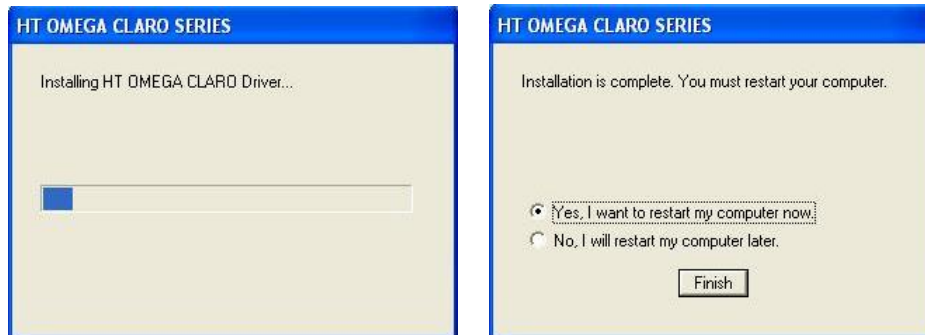 HT OMEGA CLARO SERIES
Installing HT OMEGA CLARO Driver...
HT OMEGA CLARO SERIES
Installation is complete. You must restart your computer.
Yes, I want to restart my computer now.
No, I will restart my computer later.
Finish